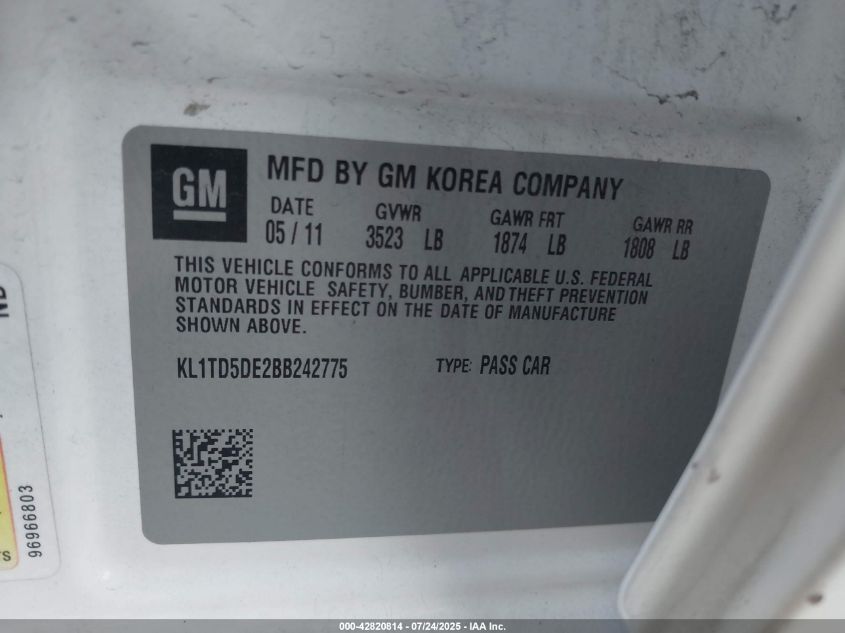 GM
MFD BY GM KOREA COMPANY
DATE GVWR GAWR FRT GAWR RR
05 / 11 3523 LB 1874 LB 1808 LB
THIS VEHICLE CONFORMS TO ALL APPLICABLE U.S. FEDERAL
MOTOR VEHICLE SAFETY, BUMBER, AND THEFT PREVENTION
STANDARDS IN EFFECT ON THE DATE OF MANUFACTURE
SHOWN ABOVE.
KL1TD5DE2BB242775 TYPE: PASS CAR
96966803
000-42820814 - 07/24/2025 - IAA Inc.